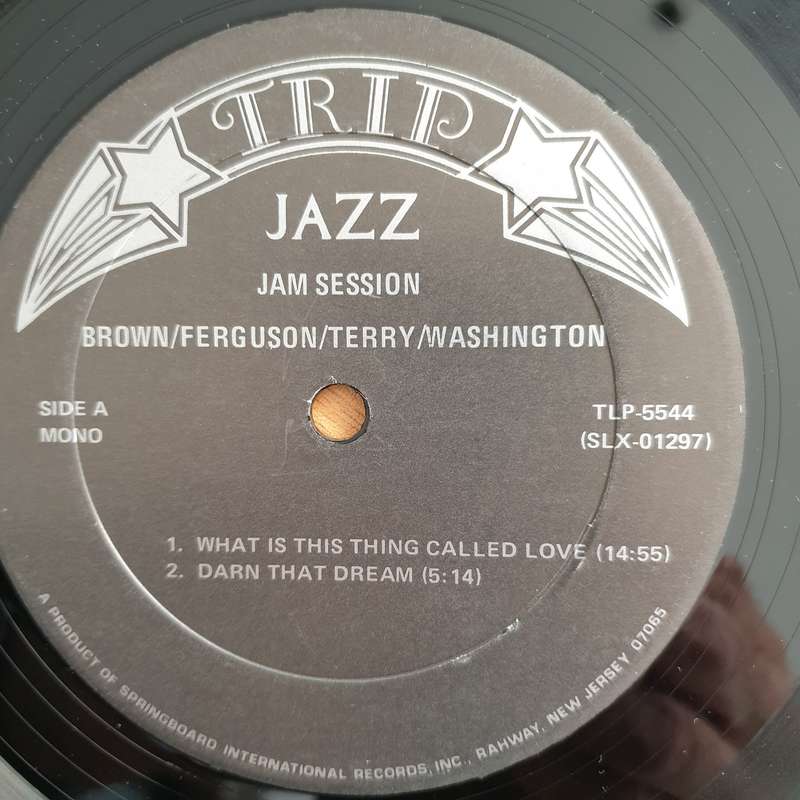 TRIP
JAZZ
JAM SESSION
BROWN/FERGUSON/TERRY/WASHINGTON
SIDE A
MONO
TLP-5544
(SLX-01297)
1. WHAT IS THIS THING CALLED LOVE (14:55)
2. DARN THAT DREAM (5:14)
A PRODUCT OF SPRINGBOARD INTERNATIONAL RECORDS, INC., RAHWAY, NEW JERSEY 07065